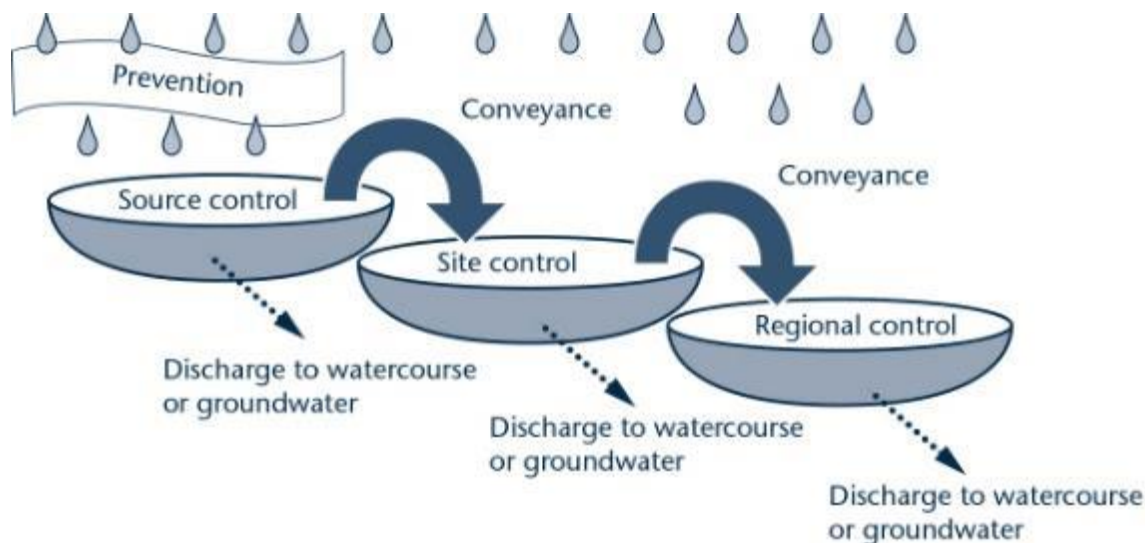 Prevention
Conveyance
Conveyance
Source control
Site control
Regional control
Discharge to watercourse
or groundwater
Discharge to watercourse
or groundwater
Discharge to watercourse
or groundwater